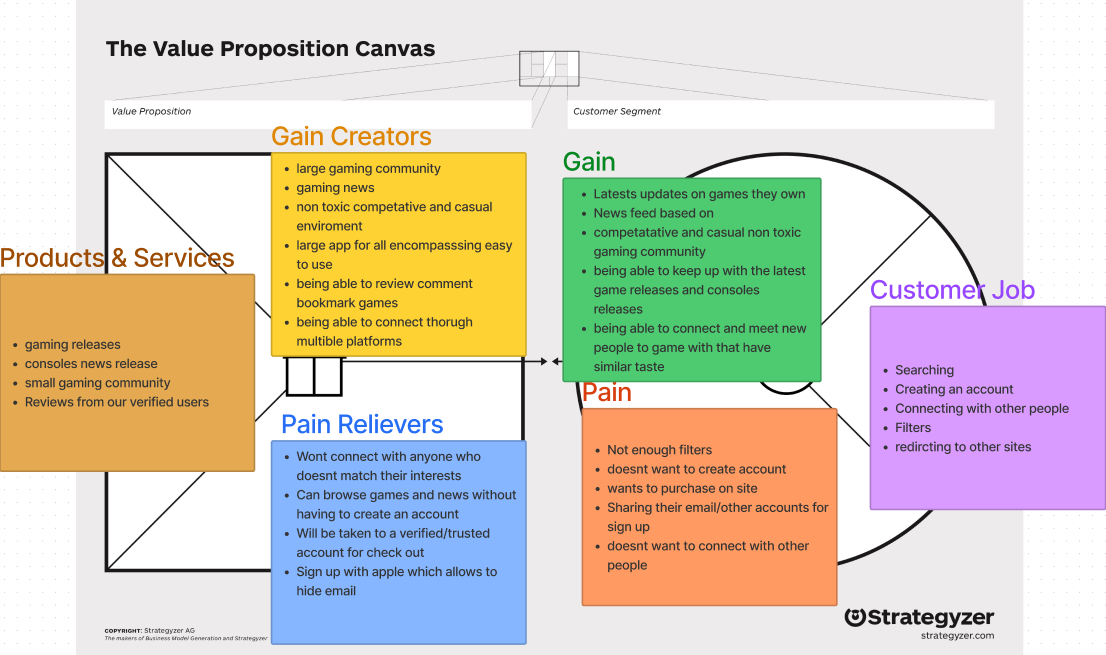 The Value Proposition Canvas
Value Proposition
Customer Segment
Gain Creators
large gaming community
gaming news
non toxic competative and casual
enviroment
large app for all encompasssing easy
to use
being able to review comment
bookmark games
being able to connect thorugh
multible platforms
Gain
Latests updates on games they own
News feed based on
competatative and casual non toxic
gaming community
being able to keep up with the latest
game releases and consoles
releases
being able to connect and meet new
people to game with that have
similar taste
Products & Services
gaming releases
consoles news release
small gaming community
Reviews from our verified users
Customer Job
Searching
Creating an account
Connecting with other people
Filters
redircting to other sites
Pain Relievers
Wont connect with anyone who
doesnt match their interests
Can browse games and news without
having to create an account
Will be taken to a verified/trusted
account for check out
Sign up with apple which allows to
hide email
Pain
Not enough filters
doesnt want to create account
wants to purchase on site
Sharing their email/other accounts for
sign up
doesnt want to connect with other
people
COPYRIGHT: Strategyzer AG
The makers of Business Model Generation and Strategyzer
Strategyzer
strategyzer.com